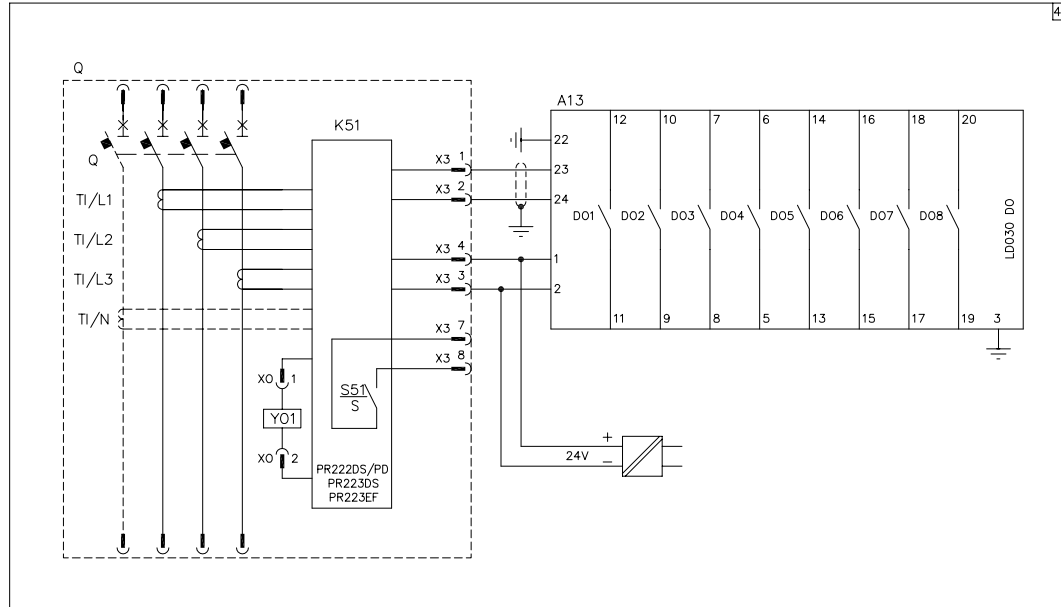 4
Q
A13
K51
12 10 7 6 14 16 18 20
22
Q
X3 1
23
X3 2
24
TI/L1
DO1 DO2 DO3 DO4 DO5 DO6 DO7 DO8
LD030 DO
TI/L2
X3 4
1
TI/L3
X3 3
2
TI/N
11 9 8 5 13 15 17 19 3
X3 7
X3 8
X0 1
S51
S
Y01
X0 2
+
24V
–
PR222DS/PD
PR223DS
PR223EF